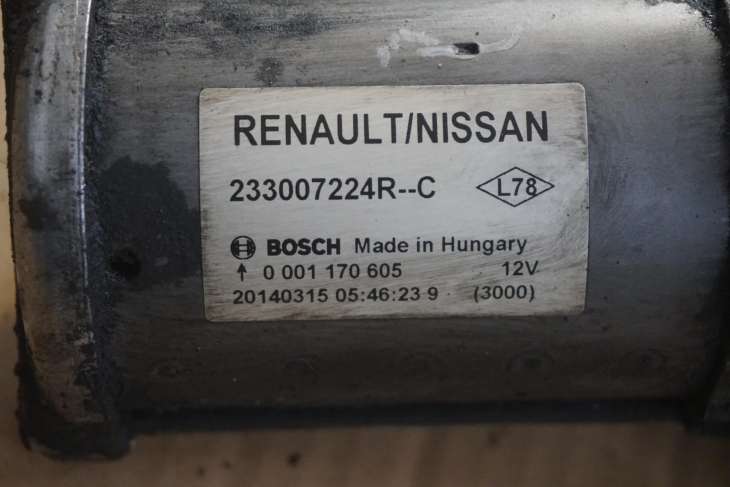 RENAULT/NISSAN
233007224R--C L78
BOSCH Made in Hungary
↑ 0 001 170 605 12V
20140315 05:46:23 9 (3000)